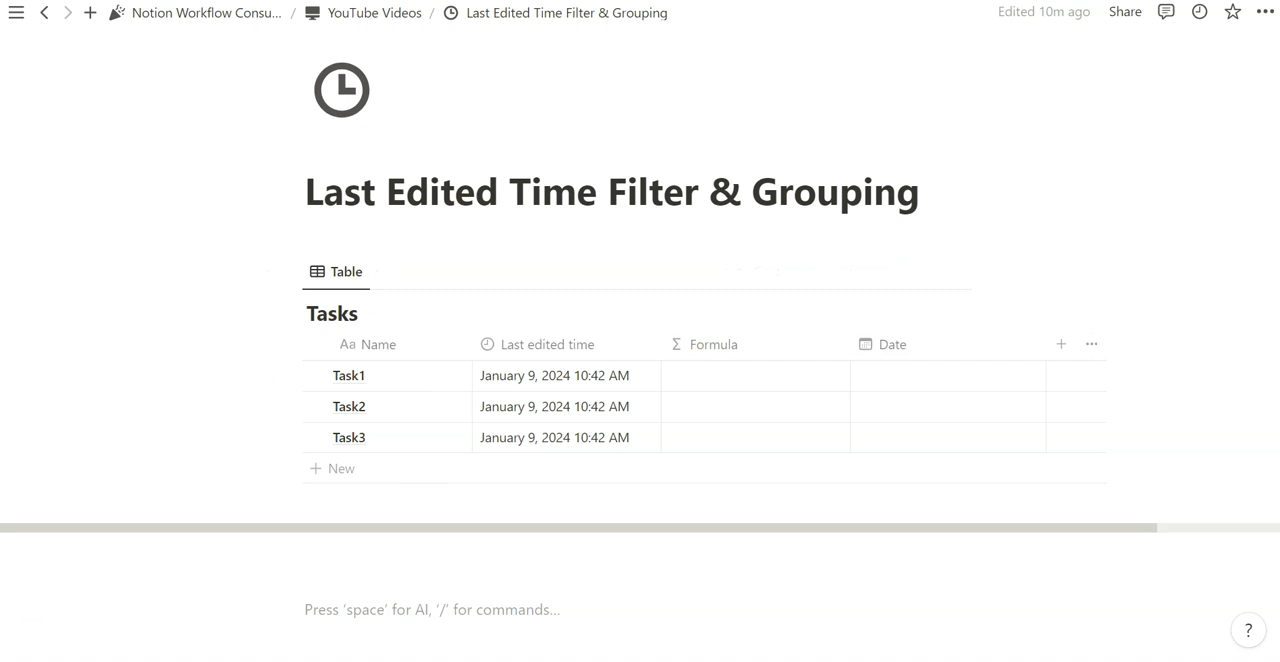 Notion Workflow Consu... / YouTube Videos / Last Edited Time Filter & Grouping Edited 10m ago Share
Last Edited Time Filter & Grouping
Table
Tasks
Aa Name Last edited time Σ Formula Date
Task1 January 9, 2024 10:42 AM
Task2 January 9, 2024 10:42 AM
Task3 January 9, 2024 10:42 AM
+ New
Press 'space' for AI, '/' for commands...
?